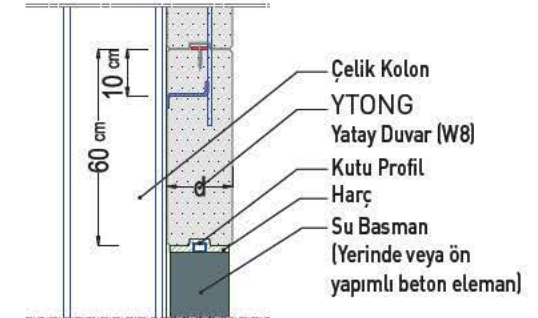 10 cm
60 cm
d
Çelik Kolon
YTONG
Yatay Duvar (W8)
Kutu Profil
Harç
Su Basman
(Yerinde veya ön
yapımlı beton eleman)